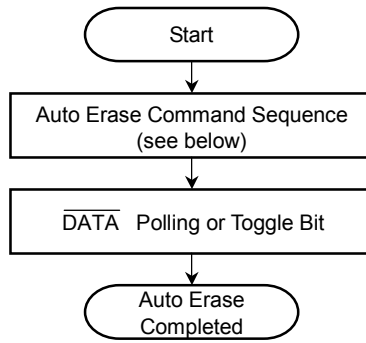 Start
Auto Erase Command Sequence
(see below)
DATA Polling or Toggle Bit
Auto Erase
Completed